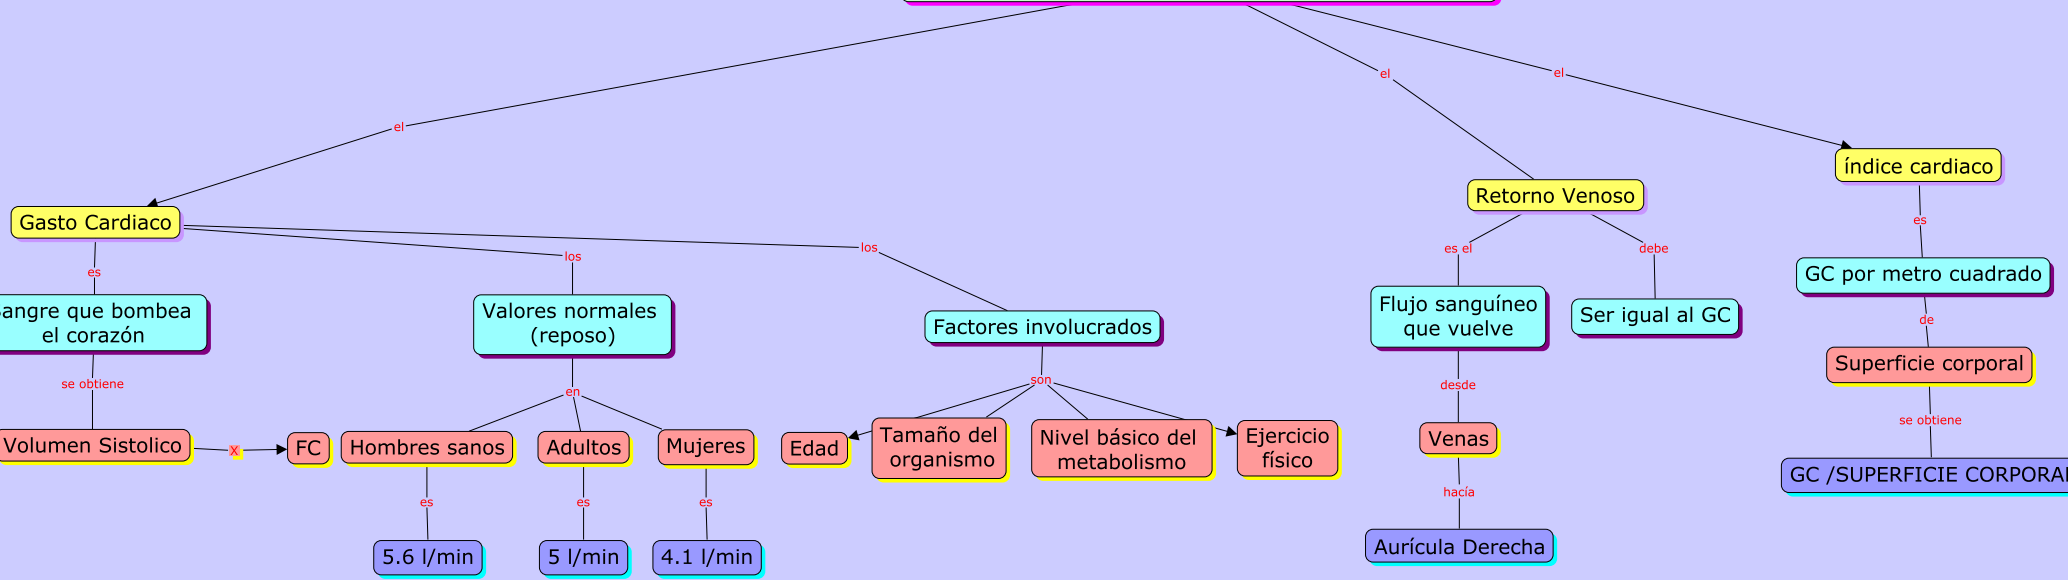 el
el
el
Gasto Cardiaco
Retorno Venoso
índice cardiaco
es
los
los
es el
debe
es
Sangre que bombea
el corazón
Valores normales
(reposo)
Factores involucrados
Flujo sanguíneo
que vuelve
Ser igual al GC
GC por metro cuadrado
se obtiene
en
son
desde
de
Superficie corporal
Volumen Sistolico
X
FC
Hombres sanos
Adultos
Mujeres
Edad
Tamaño del
organismo
Nivel básico del
metabolismo
Ejercicio
físico
Venas
se obtiene
es
es
es
hacía
GC /SUPERFICIE CORPORAL
5.6 l/min
5 l/min
4.1 l/min
Aurícula Derecha